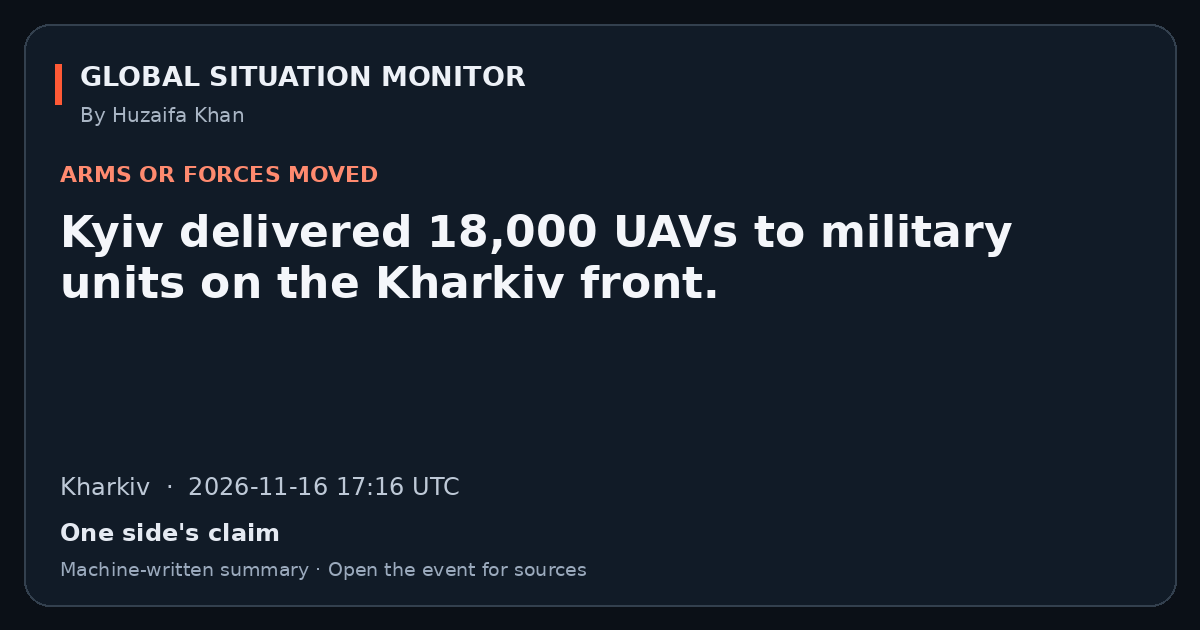 GLOBAL SITUATION MONITOR
By Huzaifa Khan
ARMS OR FORCES MOVED
Kyiv delivered 18,000 UAVs to military
units on the Kharkiv front.
Kharkiv · 2026-11-16 17:16 UTC
One side's claim
Machine-written summary · Open the event for sources